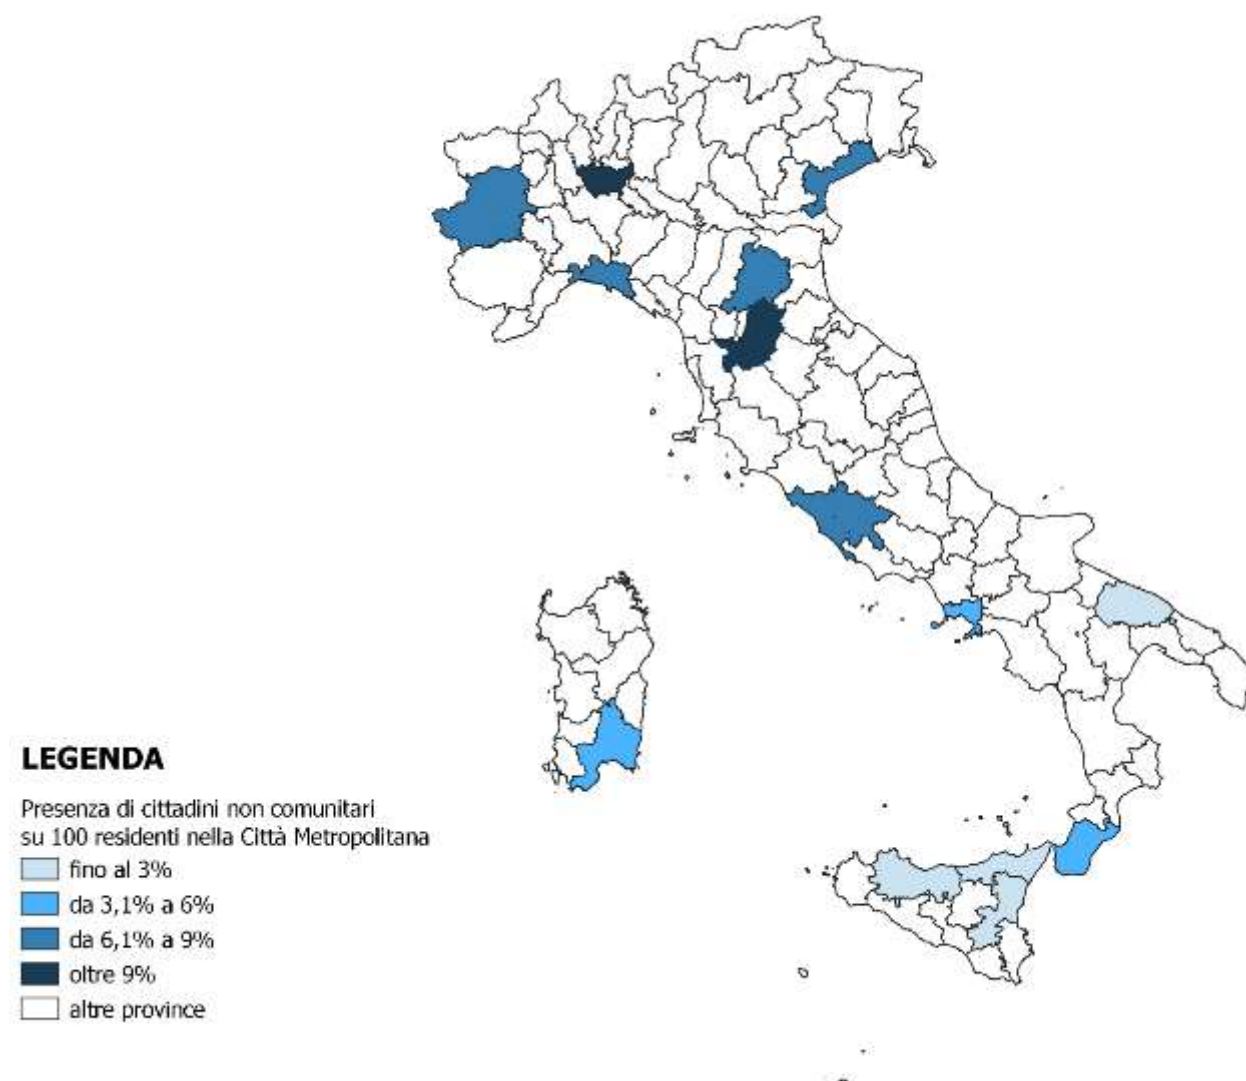 LEGENDA
Presenza di cittadini non comunitari
su 100 residenti nella Città Metropolitana
fino al 3%
da 3,1% a 6%
da 6,1% a 9%
oltre 9%
altre province